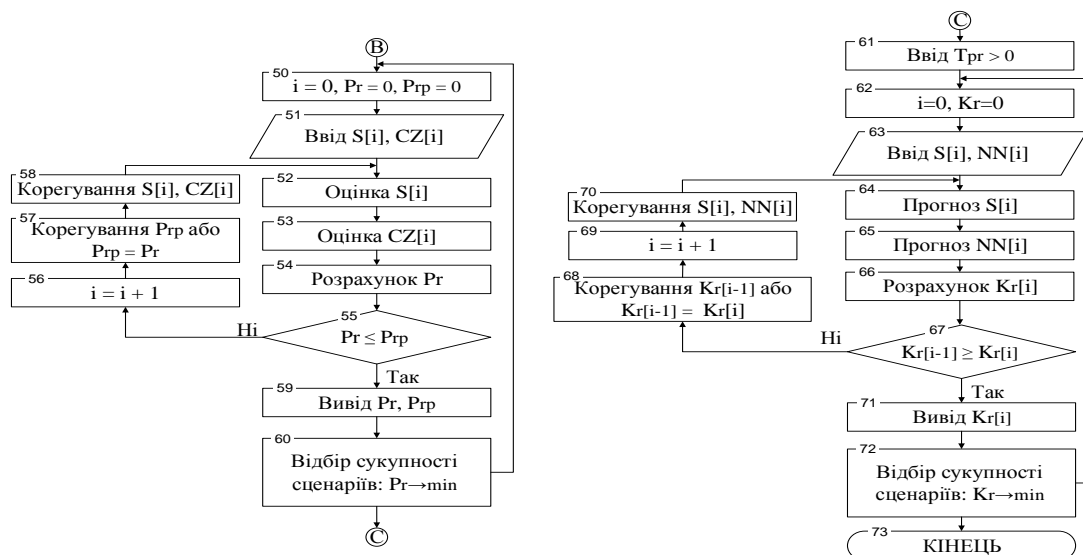 B
50
i = 0, Pr = 0, Prp = 0
51
Ввід S[i], CZ[i]
58
Корегування S[i], CZ[i]
52
Оцінка S[i]
57
Корегування Prp або
Prp = Pr
53
Оцінка CZ[i]
56
i = i + 1
54
Розрахунок Pr
55
Pr ≤ Prp
Ні
Так
59
Вивід Pr, Prp
60
Відбір сукупності
сценаріїв: Pr→min
C
C
61
Ввід Tpr > 0
62
i=0, Kr=0
63
Ввід S[i], NN[i]
70
Корегування S[i], NN[i]
64
Прогноз S[i]
69
i = i + 1
65
Прогноз NN[i]
68
Корегування Kr[i-1] або
Kr[i-1] = Kr[i]
66
Розрахунок Kr[i]
67
Kr[i-1] ≥ Kr[i]
Ні
Так
71
Вивід Kr[i]
72
Відбір сукупності
сценаріїв: Kr→min
73
КІНЕЦЬ